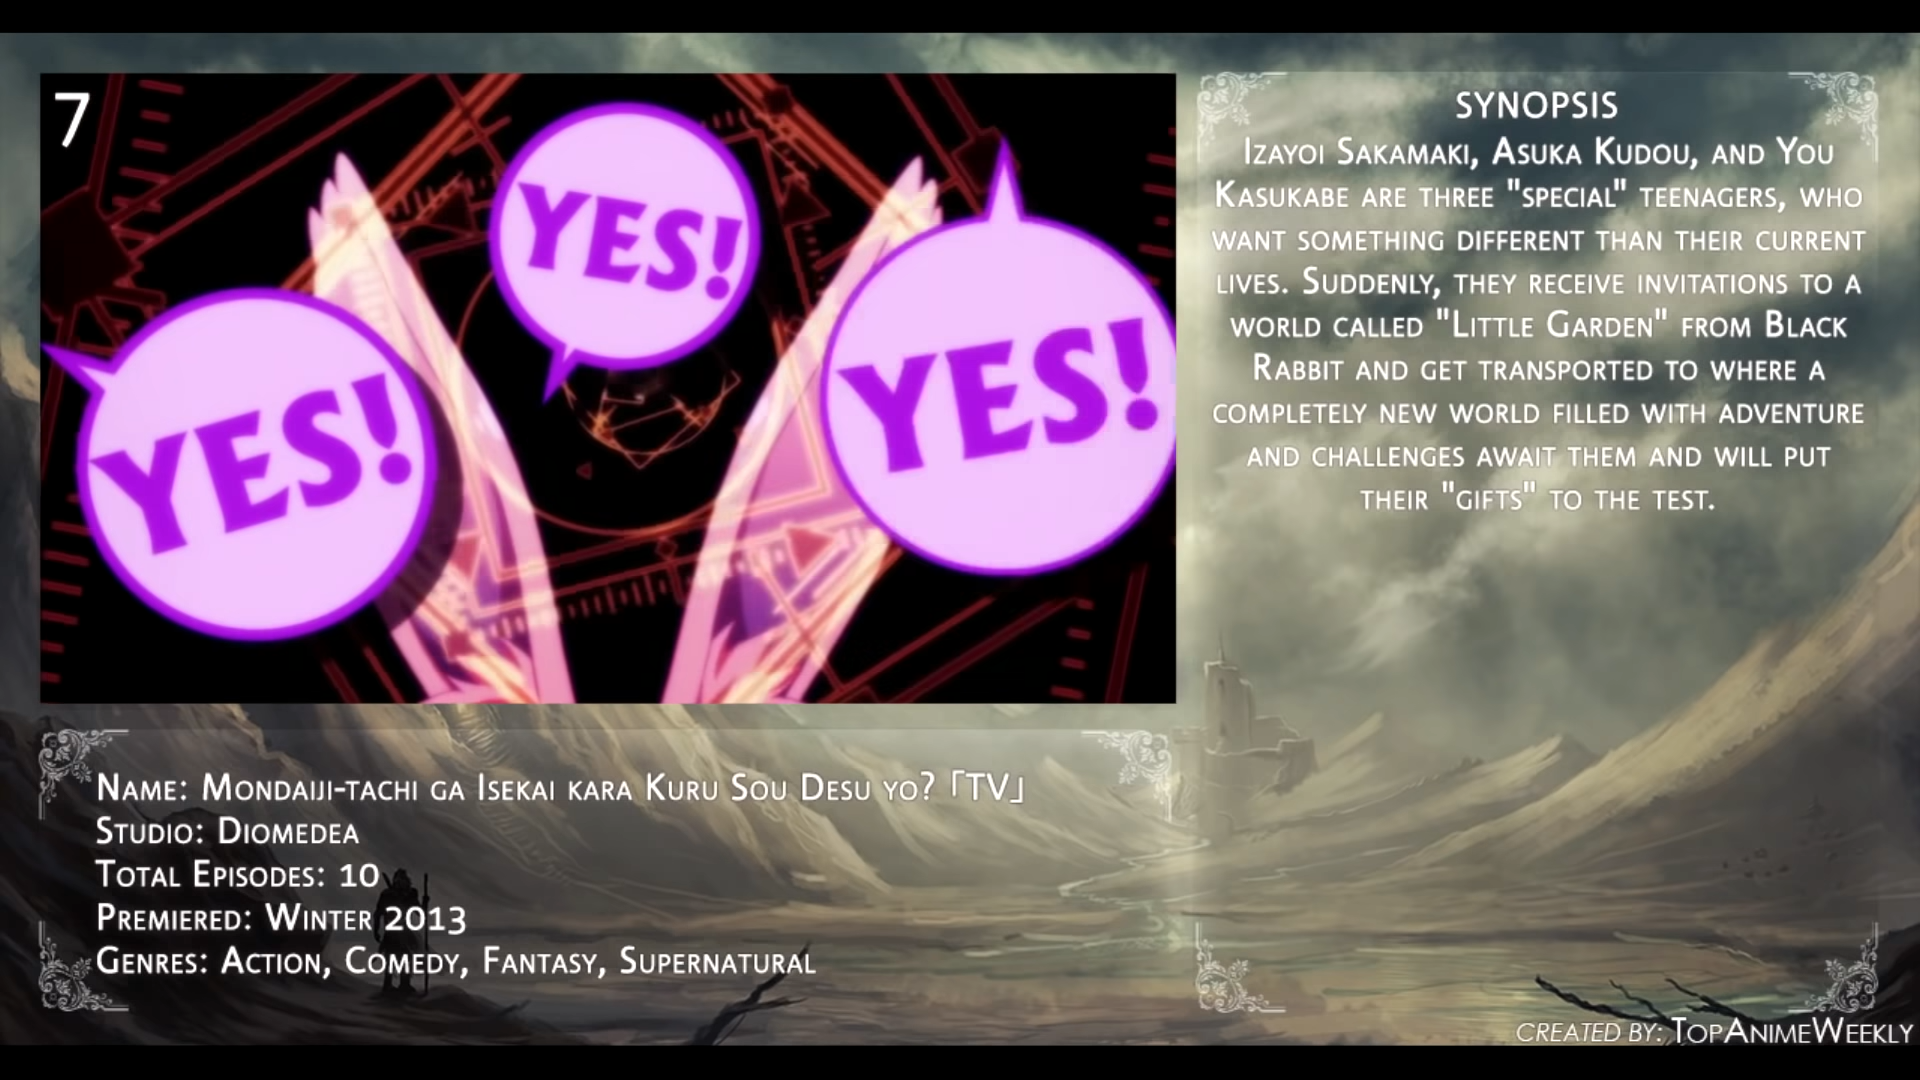 7
YES!
YES!
YES!
SYNOPSIS
Izayoi Sakamaki, Asuka Kudou, and You
Kasukabe are three "special" teenagers, who
want something different than their current
lives. Suddenly, they receive invitations to a
world called "Little Garden" from Black
Rabbit and get transported to where a
completely new world filled with adventure
and challenges await them and will put
their "gifts" to the test.
Name: Mondaiji-tachi ga Isekai kara Kuru Sou Desu yo? 「TV」
Studio: Diomedea
Total Episodes: 10
Premiered: Winter 2013
Genres: Action, Comedy, Fantasy, Supernatural
CREATED BY: TopAnimeWeekly